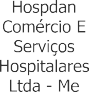 Hospdan
Comércio E
Serviços
Hospitalares
Ltda - Me